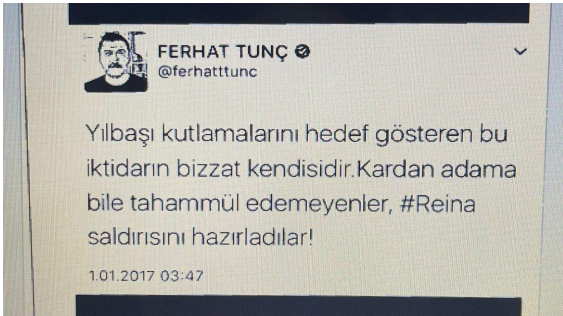 FERHAT TUNÇ
@ferhatttunc
Yılbaşı kutlamalarını hedef gösteren bu
iktidarın bizzat kendisidir.Kardan adama
bile tahammül edemeyenler, #Reina
saldırısını hazırladılar!
1.01.2017 03:47